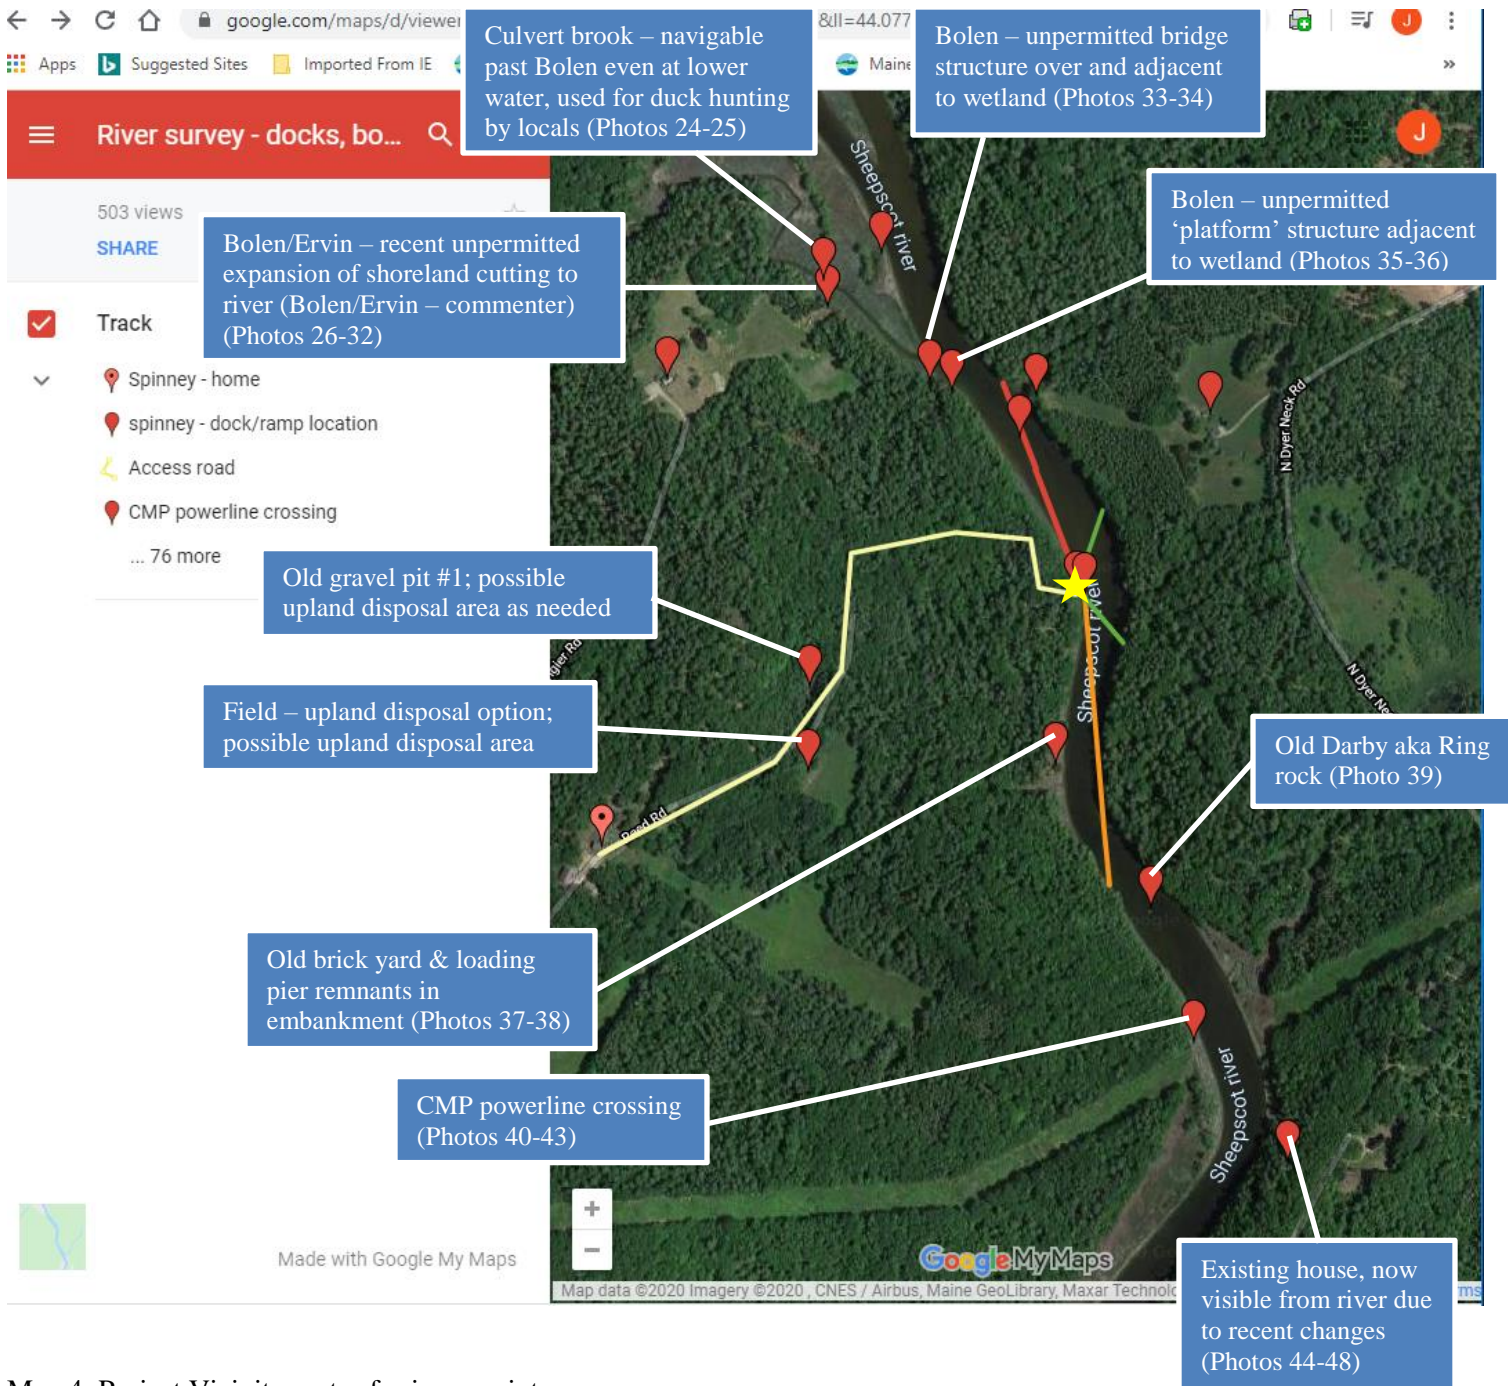 google.com/maps/d/viewer
&ll=44.077
Apps
Suggested Sites
Imported From IE
Maine
River survey - docks, bo...
J
J
503 views
SHARE
Track
Spinney - home
spinney - dock/ramp location
Access road
CMP powerline crossing
... 76 more
Made with Google My Maps
Culvert brook – navigable
past Bolen even at lower
water, used for duck hunting
by locals (Photos 24-25)
Bolen – unpermitted bridge
structure over and adjacent
to wetland (Photos 33-34)
Bolen – unpermitted
‘platform’ structure adjacent
to wetland (Photos 35-36)
Bolen/Ervin – recent unpermitted
expansion of shoreland cutting to
river (Bolen/Ervin – commenter)
(Photos 26-32)
Old gravel pit #1; possible
upland disposal area as needed
Field – upland disposal option;
possible upland disposal area
Old Darby aka Ring
rock (Photo 39)
Old brick yard & loading
pier remnants in
embankment (Photos 37-38)
CMP powerline crossing
(Photos 40-43)
Existing house, now
visible from river due
to recent changes
(Photos 44-48)
Sheepscot river
N Dyer Neck Rd
Sheepscot river
N Dyer Ne
Reed Rd
Sheepscot river
Google My Maps
Map data ©2020 Imagery ©2020 , CNES / Airbus, Maine GeoLibrary, Maxar Technolo